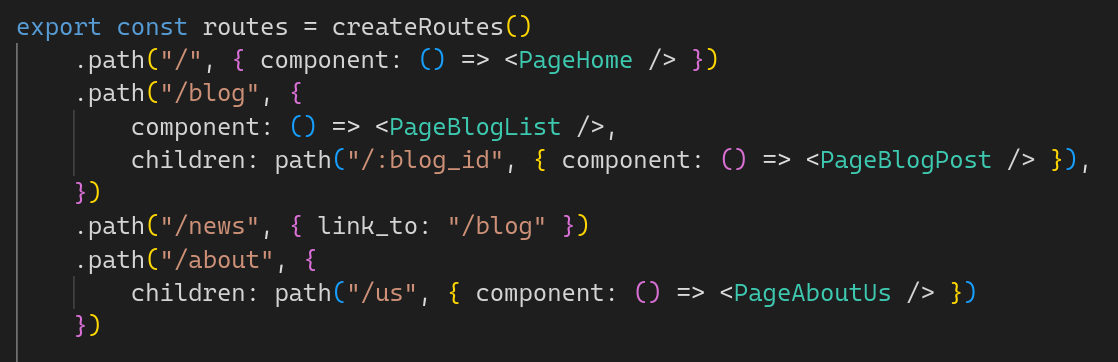 export const routes = createRoutes()
    .path("/", { component: () => <PageHome /> })
    .path("/blog", {
        component: () => <PageBlogList />,
        children: path("/:blog_id", { component: () => <PageBlogPost /> }),
    })
    .path("/news", { link_to: "/blog" })
    .path("/about", {
        children: path("/us", { component: () => <PageAboutUs /> })
    })